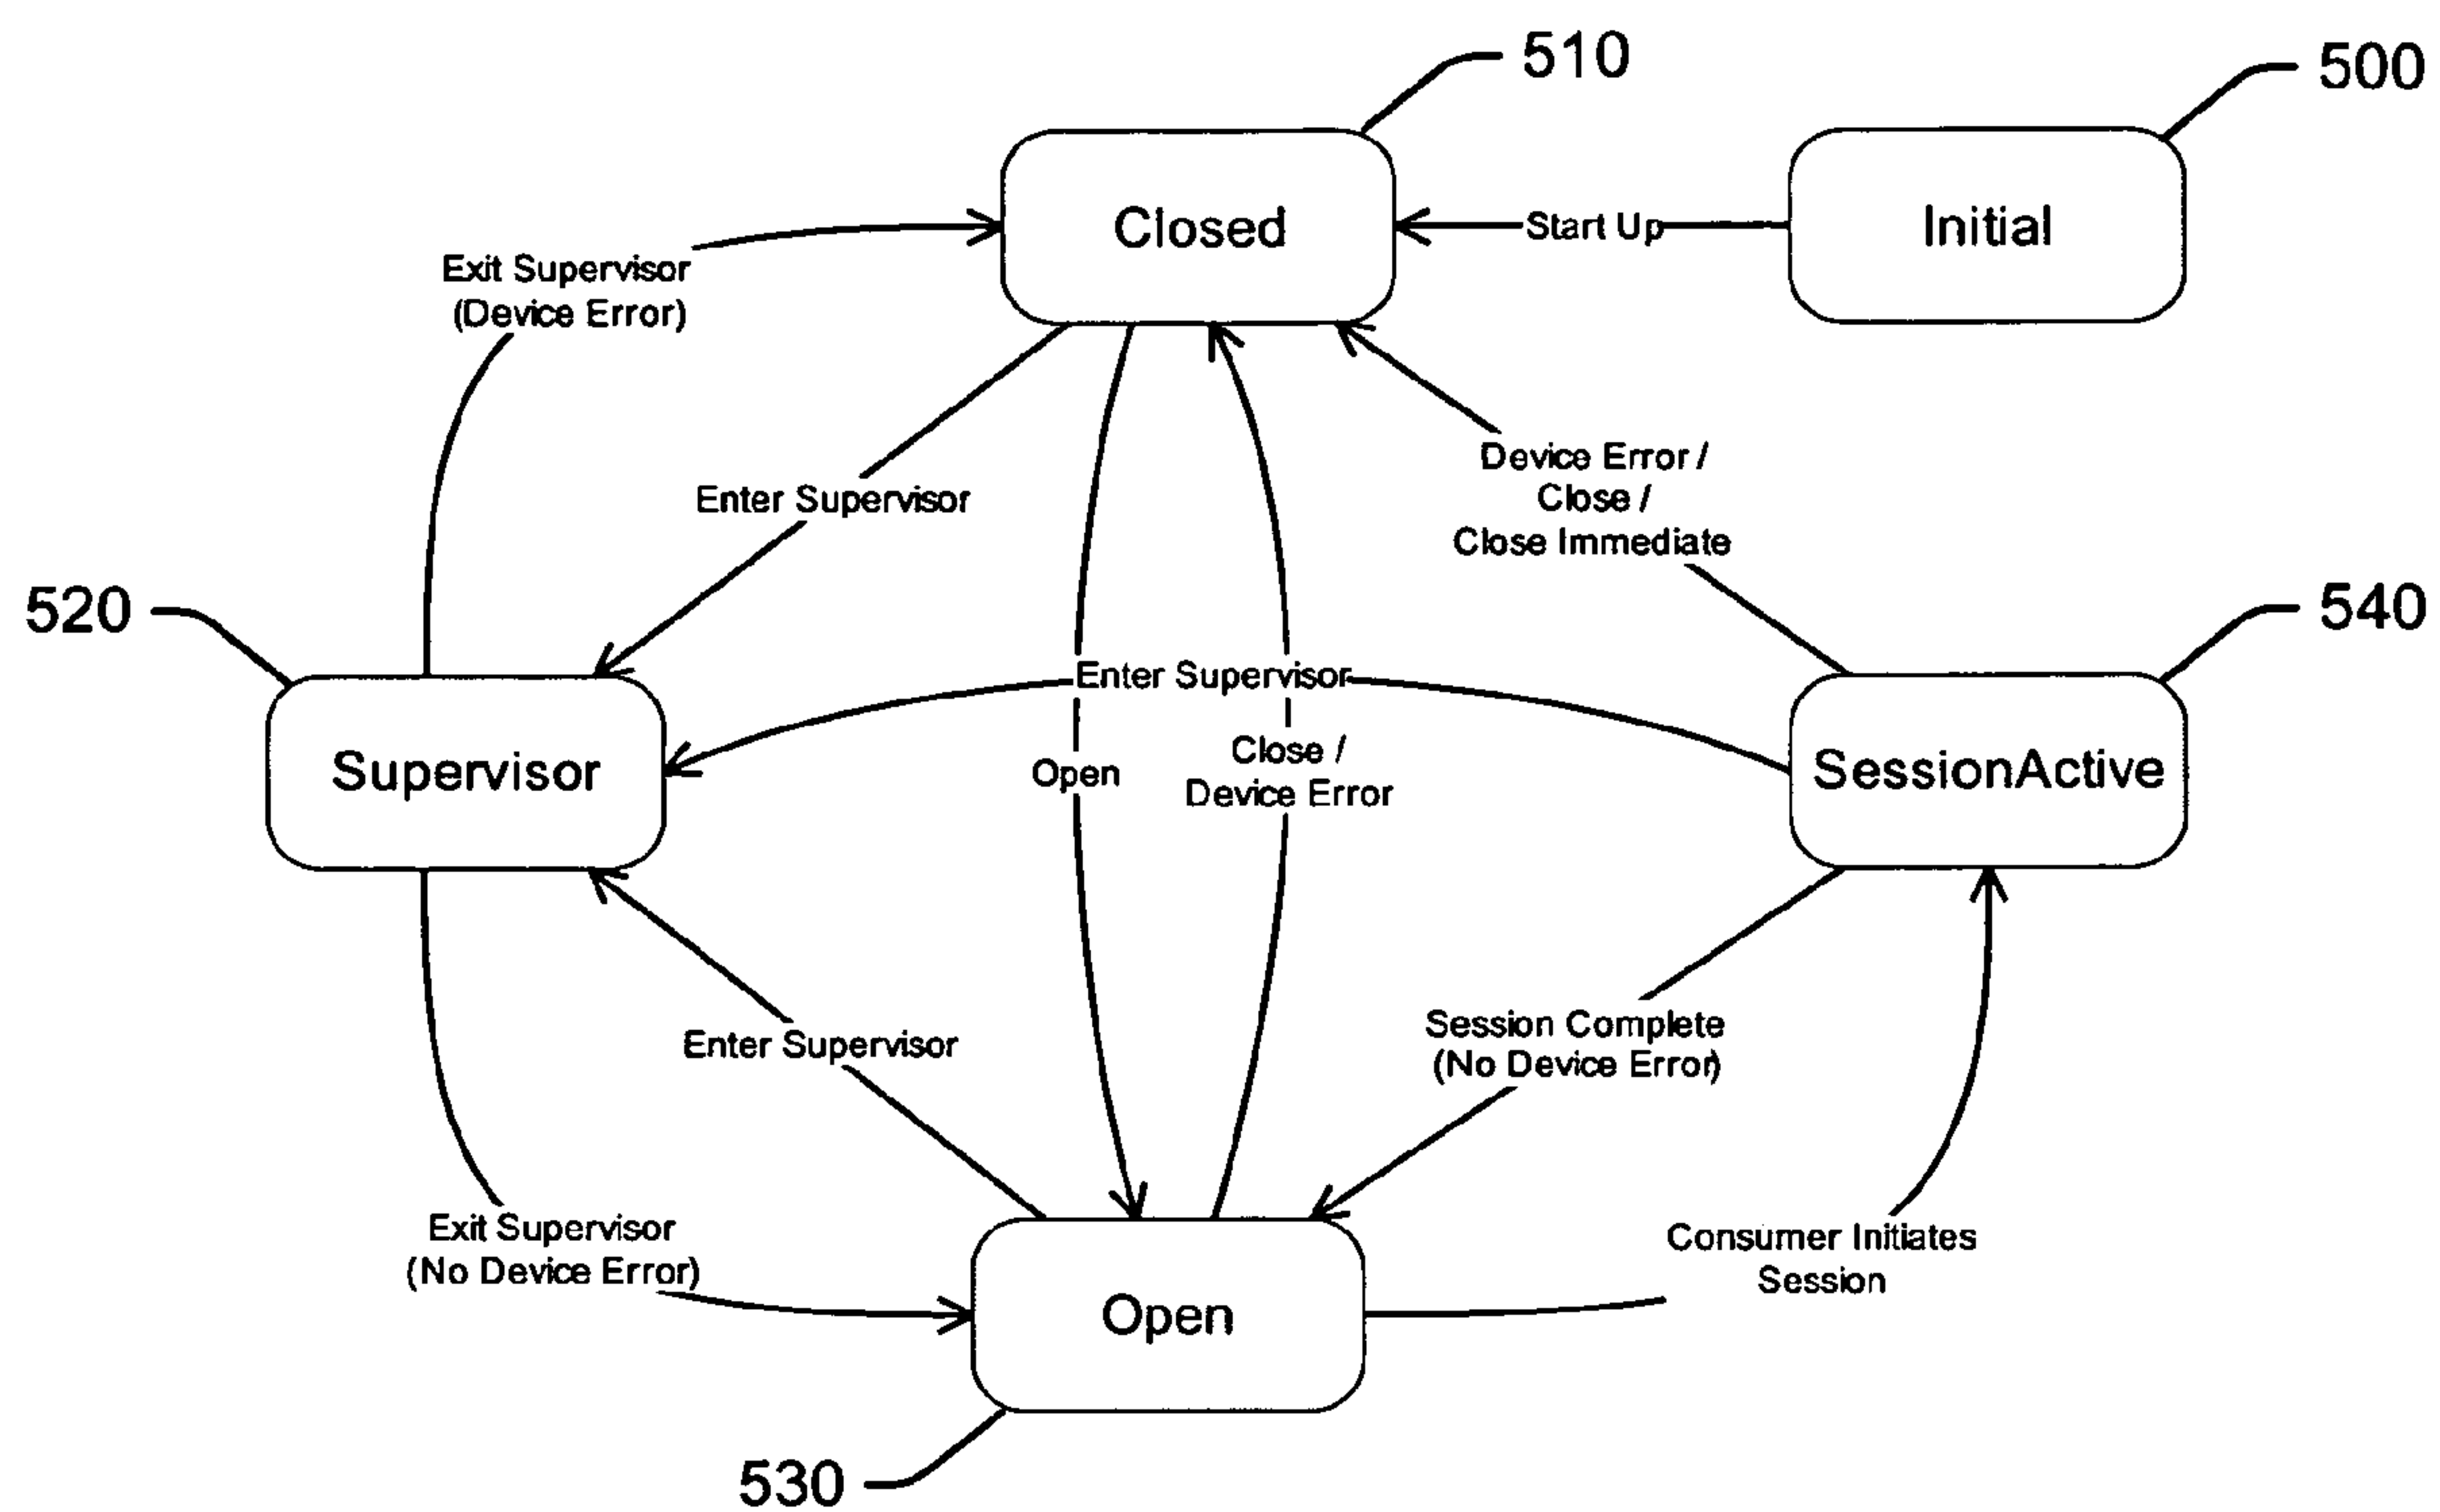 510
500
Closed
Start Up
Initial
Exit Supervisor
(Device Error)
Device Error /
Close /
Close Immediate
Enter Supervisor
520
540
Enter Supervisor
Supervisor
Open
Close /
Device Error
SessionActive
Enter Supervisor
Session Complete
(No Device Error)
Exit Supervisor
(No Device Error)
Consumer Initiates
Session
Open
530